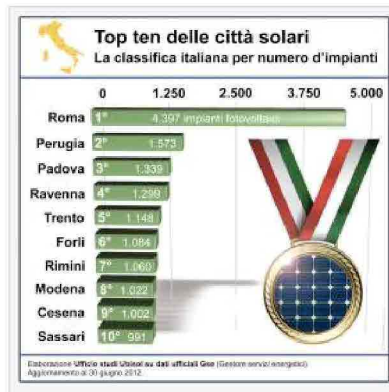 Top ten delle città solari
La classifica italiana per numero d'impianti
0 1.250 2.500 3.750 5.000
Roma 1° 4.397 impianti fotovoltaici
Perugia 2° 1.573
Padova 3° 1.339
Ravenna 4° 1.299
Trento 5° 1.148
Forlì 6° 1.084
Rimini 7° 1.060
Modena 8° 1.022
Cesena 9° 1.002
Sassari 10° 991
Elaborazione Ufficio studi Ubisol su dati ufficiali Gse (Gestore servizi energetici).
Aggiornamento al 30 giugno 2012.